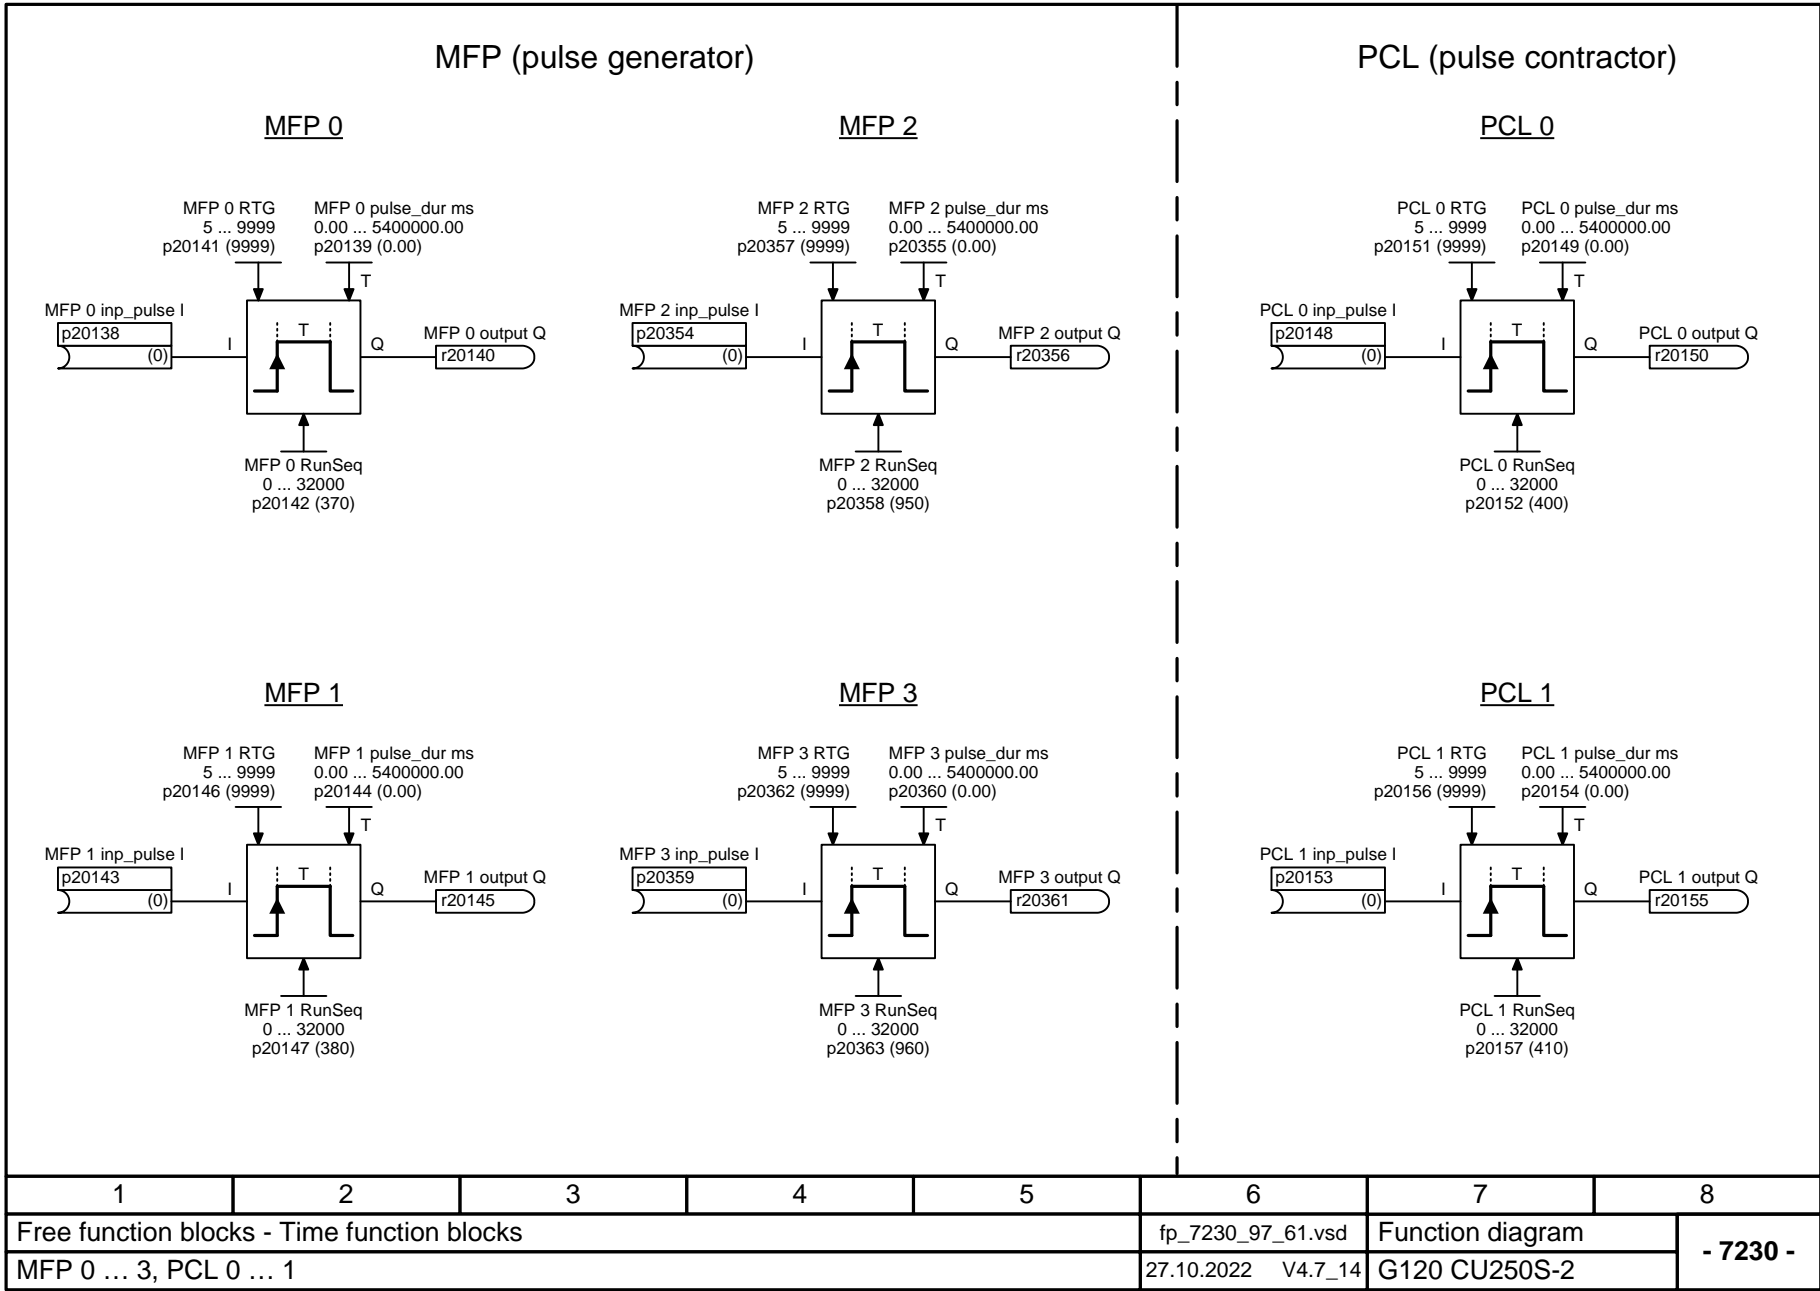 MFP (pulse generator)
PCL (pulse contractor)
MFP 0
MFP 0 RTG
5 ... 9999
p20141 (9999)
MFP 0 pulse_dur ms
0.00 ... 5400000.00
p20139 (0.00)
T
MFP 0 inp_pulse I
p20138
(0)
I
T
Q
MFP 0 output Q
r20140
MFP 0 RunSeq
0 ... 32000
p20142 (370)
MFP 2
MFP 2 RTG
5 ... 9999
p20357 (9999)
MFP 2 pulse_dur ms
0.00 ... 5400000.00
p20355 (0.00)
T
MFP 2 inp_pulse I
p20354
(0)
I
T
Q
MFP 2 output Q
r20356
MFP 2 RunSeq
0 ... 32000
p20358 (950)
PCL 0
PCL 0 RTG
5 ... 9999
p20151 (9999)
PCL 0 pulse_dur ms
0.00 ... 5400000.00
p20149 (0.00)
T
PCL 0 inp_pulse I
p20148
(0)
I
T
Q
PCL 0 output Q
r20150
PCL 0 RunSeq
0 ... 32000
p20152 (400)
MFP 1
MFP 1 RTG
5 ... 9999
p20146 (9999)
MFP 1 pulse_dur ms
0.00 ... 5400000.00
p20144 (0.00)
T
MFP 1 inp_pulse I
p20143
(0)
I
T
Q
MFP 1 output Q
r20145
MFP 1 RunSeq
0 ... 32000
p20147 (380)
MFP 3
MFP 3 RTG
5 ... 9999
p20362 (9999)
MFP 3 pulse_dur ms
0.00 ... 5400000.00
p20360 (0.00)
T
MFP 3 inp_pulse I
p20359
(0)
I
T
Q
MFP 3 output Q
r20361
MFP 3 RunSeq
0 ... 32000
p20363 (960)
PCL 1
PCL 1 RTG
5 ... 9999
p20156 (9999)
PCL 1 pulse_dur ms
0.00 ... 5400000.00
p20154 (0.00)
T
PCL 1 inp_pulse I
p20153
(0)
I
T
Q
PCL 1 output Q
r20155
PCL 1 RunSeq
0 ... 32000
p20157 (410)
1 2 3 4 5 6 7 8
Free function blocks - Time function blocks
fp_7230_97_61.vsd
Function diagram
- 7230 -
MFP 0 … 3, PCL 0 … 1
27.10.2022 V4.7_14
G120 CU250S-2